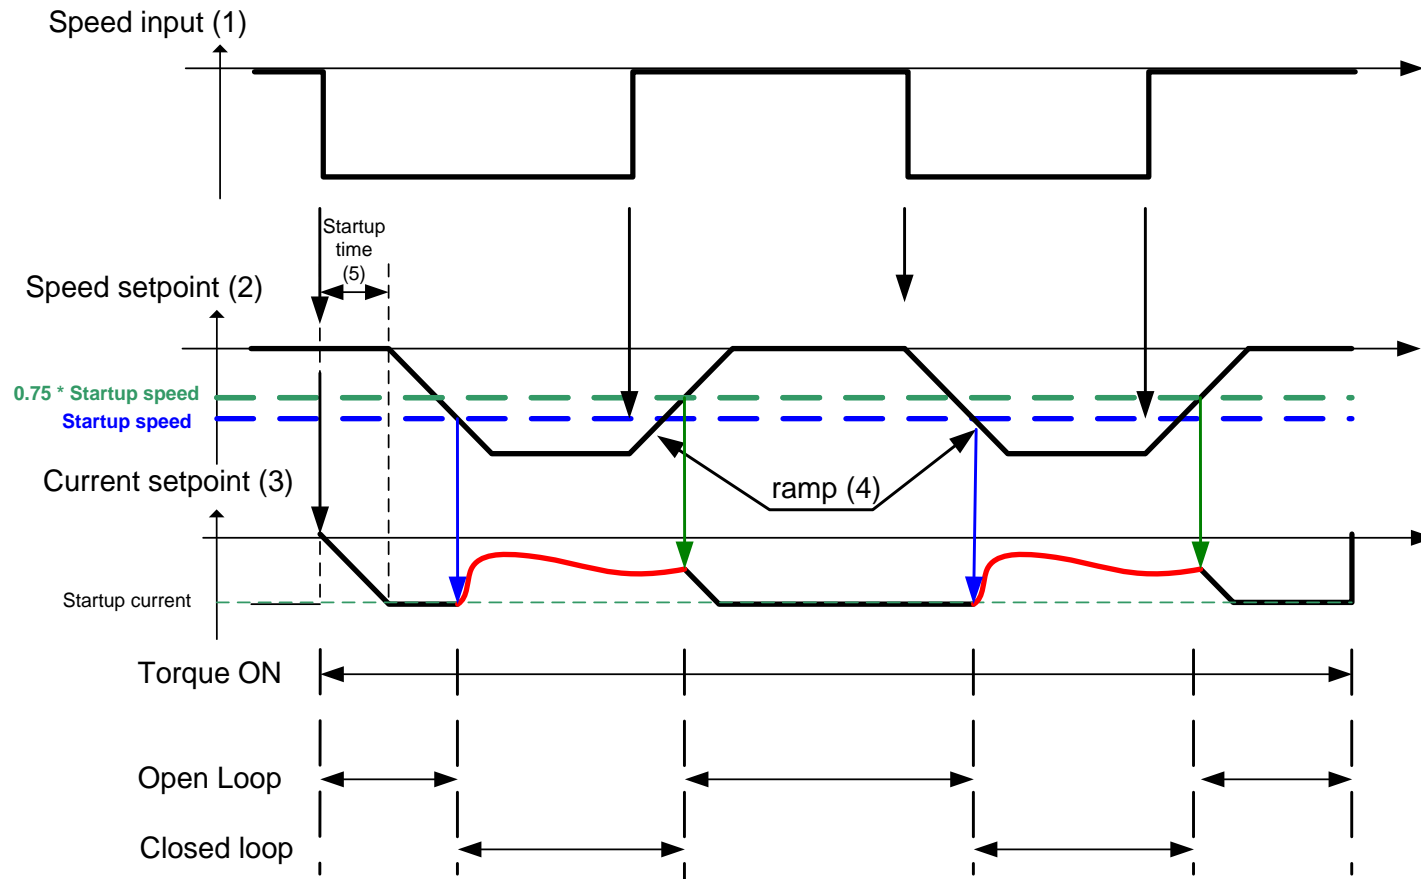 Speed input (1)
Startup
time
(5)
Speed setpoint (2)
0.75 * Startup speed
Startup speed
Current setpoint (3)
ramp (4)
Startup current
Torque ON
Open Loop
Closed loop